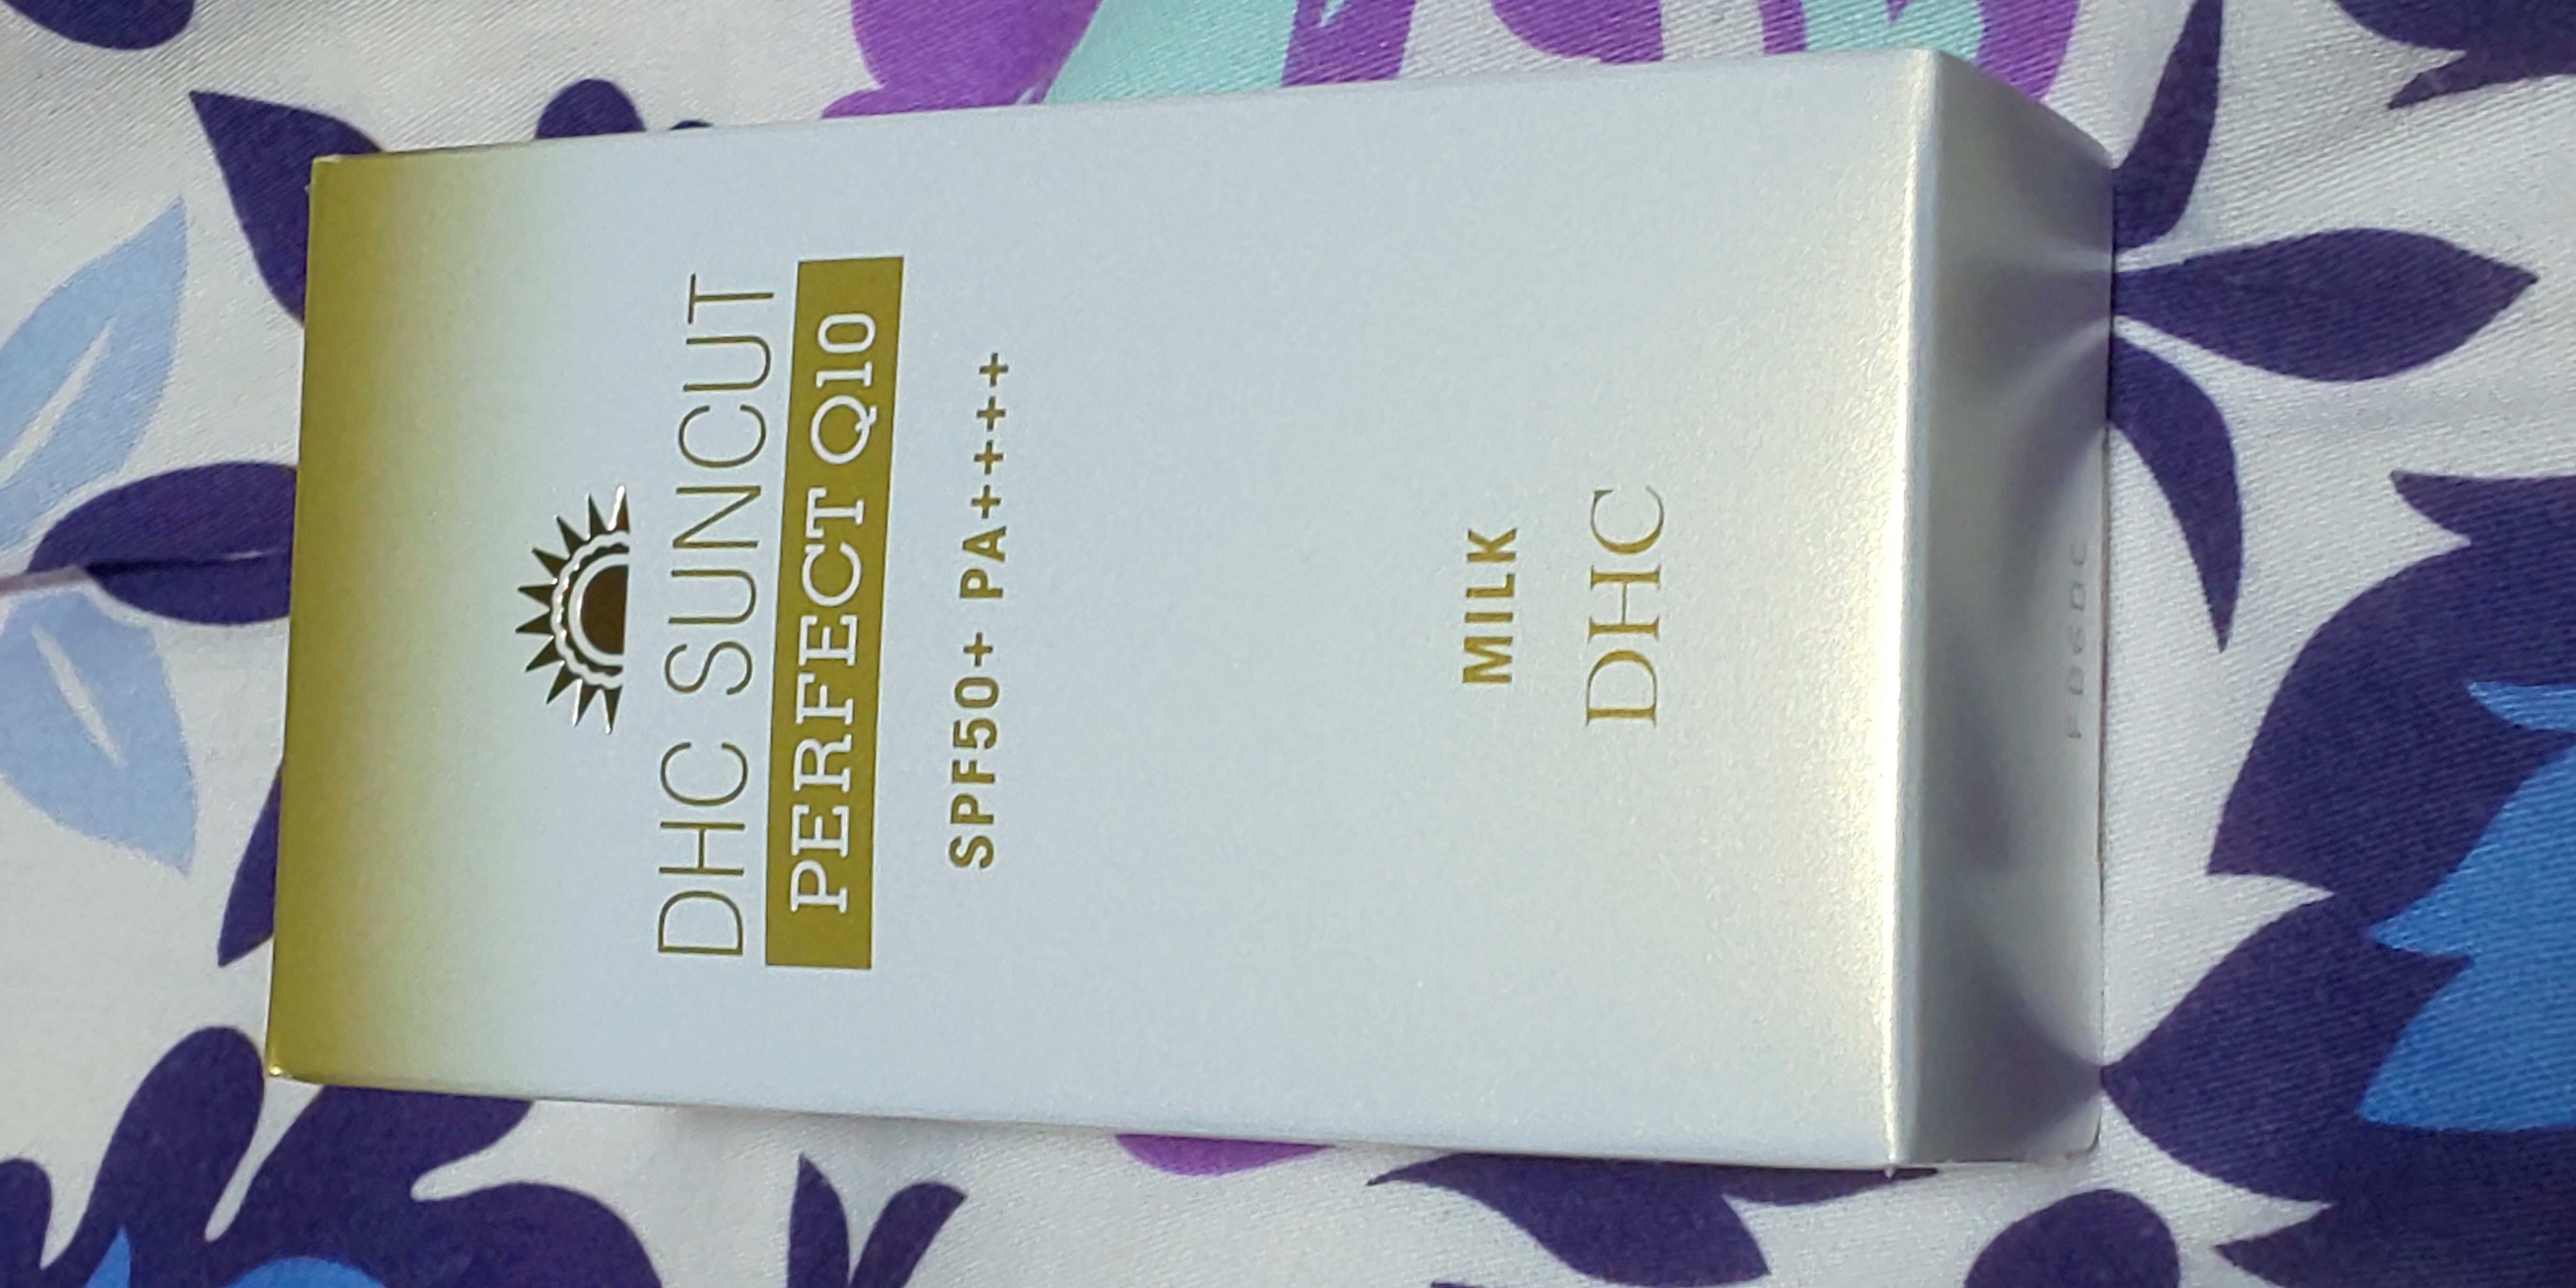 DHC SUNCUT
PERFECT Q10
SPF50+ PA++++
MILK
DHC